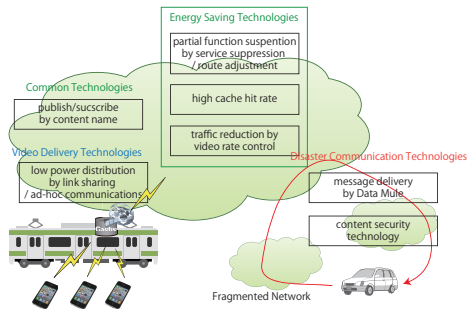 Energy Saving Technologies
partial function suspention
by service suppression
/ route adjustment
high cache hit rate
traffic reduction by
video rate control
Common Technologies
publish/sucscribe
by content name
Video Delivery Technologies
low power distribution
by link sharing
/ ad-hoc communications
Cache
Disaster Communication Technologies
message delivery
by Data Mule
content security
technology
Fragmented Network